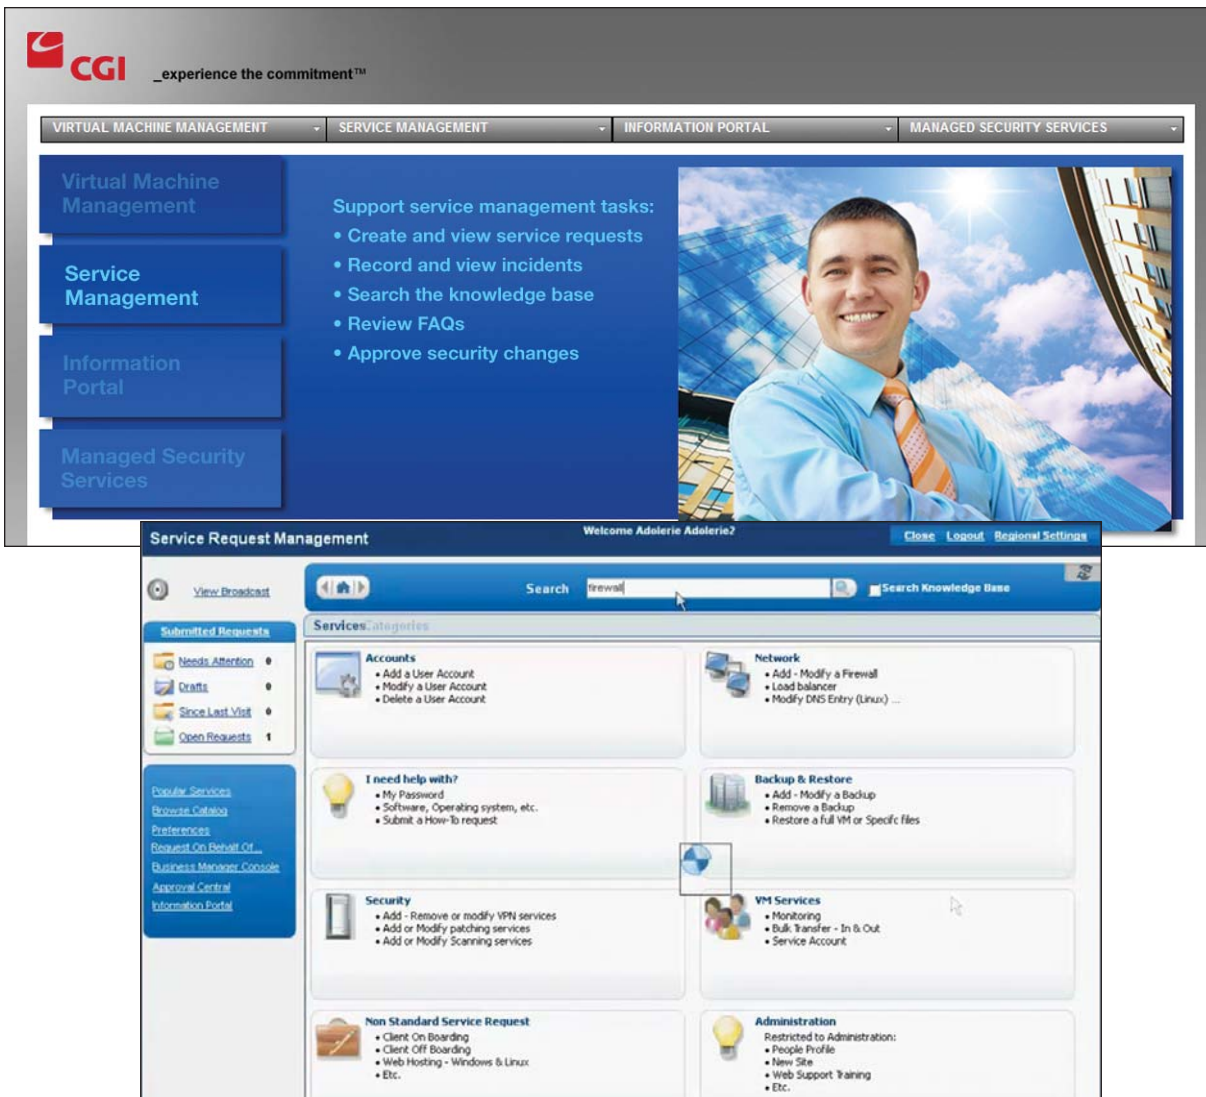 CGI _experience the commitment™
VIRTUAL MACHINE MANAGEMENT SERVICE MANAGEMENT INFORMATION PORTAL MANAGED SECURITY SERVICES
Virtual Machine
Management
Service
Management
Information
Portal
Managed Security
Services
Support service management tasks:
• Create and view service requests
• Record and view incidents
• Search the knowledge base
• Review FAQs
• Approve security changes
Service Request Management
Welcome Adolerie Adolerie2
Close Logout Regional Settings
View Broadcast
Search firewall Search Knowledge Base
Submitted Requests
Needs Attention 0
Drafts 0
Since Last Visit 0
Open Requests 1
Popular Services
Browse Catalog
Preferences
Request On Behalf Of...
Business Manager Console
Approval Central
Information Portal
Services Categories
Accounts
• Add a User Account
• Modify a User Account
• Delete a User Account
Network
• Add - Modify a Firewall
• Load balancer
• Modify DNS Entry (Linux) ...
I need help with?
• My Password
• Software, Operating system, etc.
• Submit a How-To request
Backup & Restore
• Add - Modify a Backup
• Remove a Backup
• Restore a full VM or Specifc files
Security
• Add - Remove or modify VPN services
• Add or Modify patching services
• Add or Modify Scanning services
VM Services
• Monitoring
• Bulk Transfer - In & Out
• Service Account
Non Standard Service Request
• Client On Boarding
• Client Off Boarding
• Web Hosting - Windows & Linux
• Etc.
Administration
Restricted to Administration:
• People Profile
• New Site
• Web Support Training
• Etc.